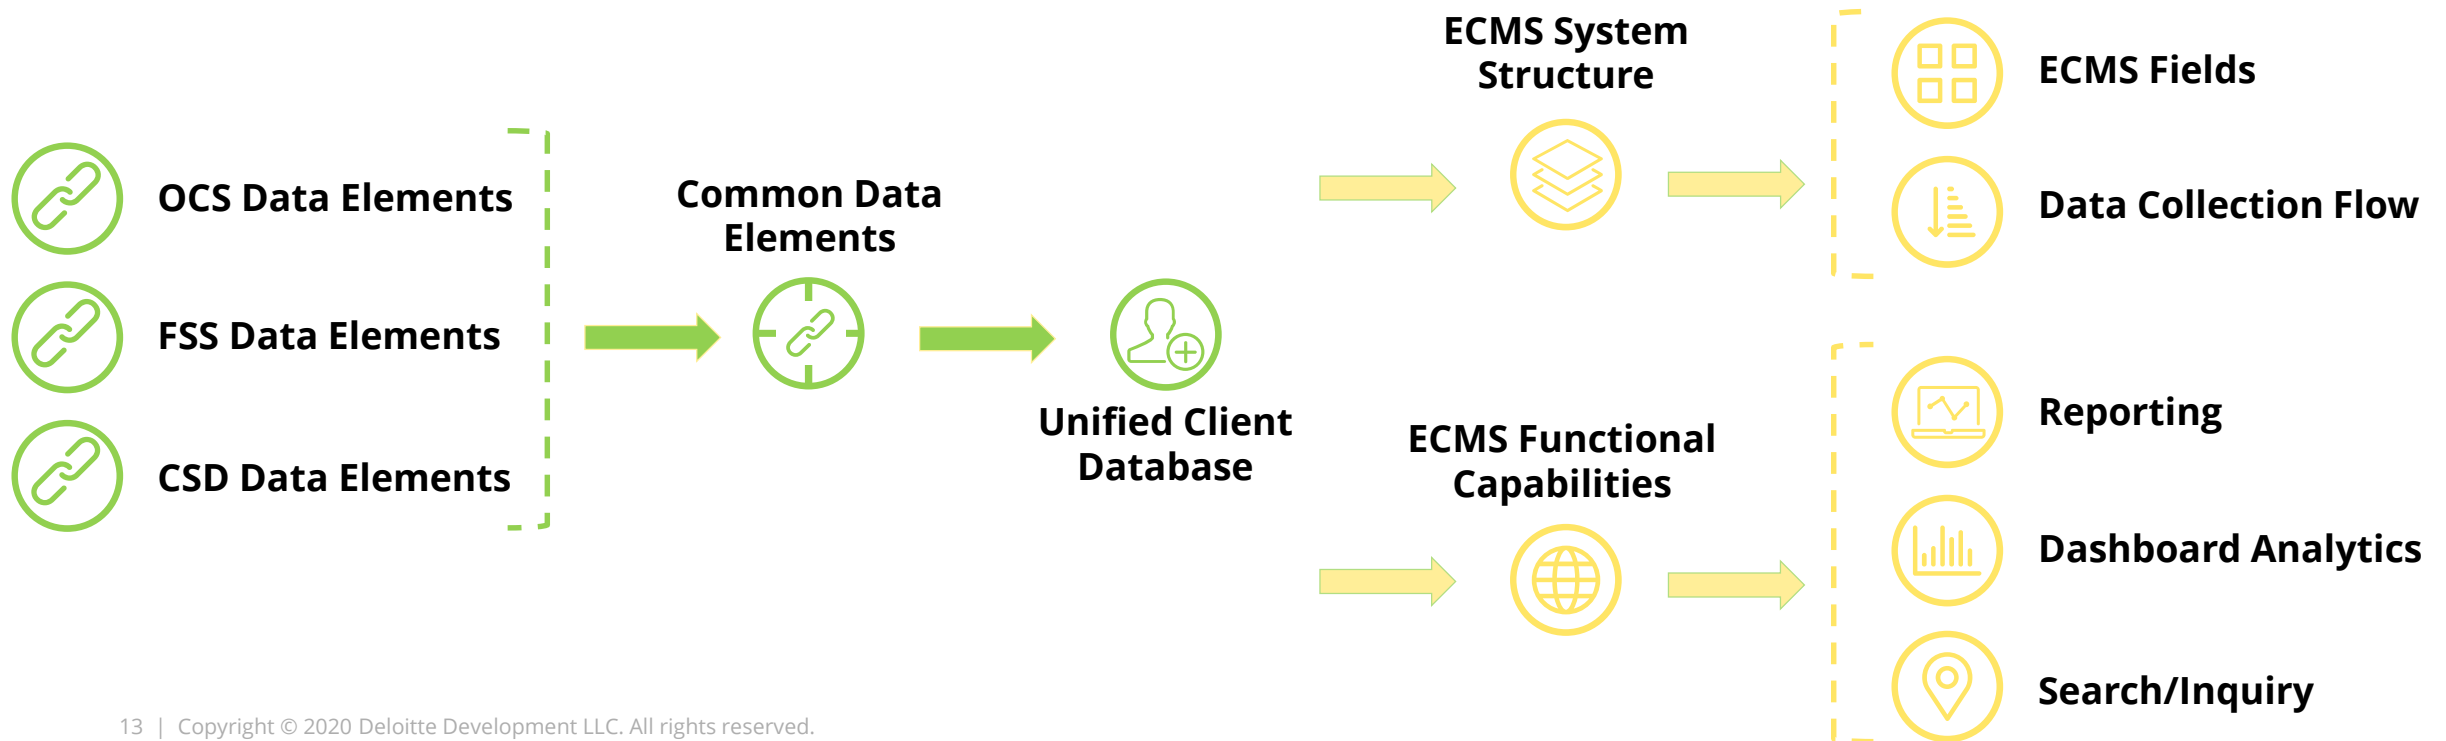 OCS Data Elements
FSS Data Elements
CSD Data Elements
Common Data
Elements
Unified Client
Database
ECMS System
Structure
ECMS Fields
Data Collection Flow
ECMS Functional
Capabilities
Reporting
Dashboard Analytics
Search/Inquiry
13 | Copyright © 2020 Deloitte Development LLC. All rights reserved.